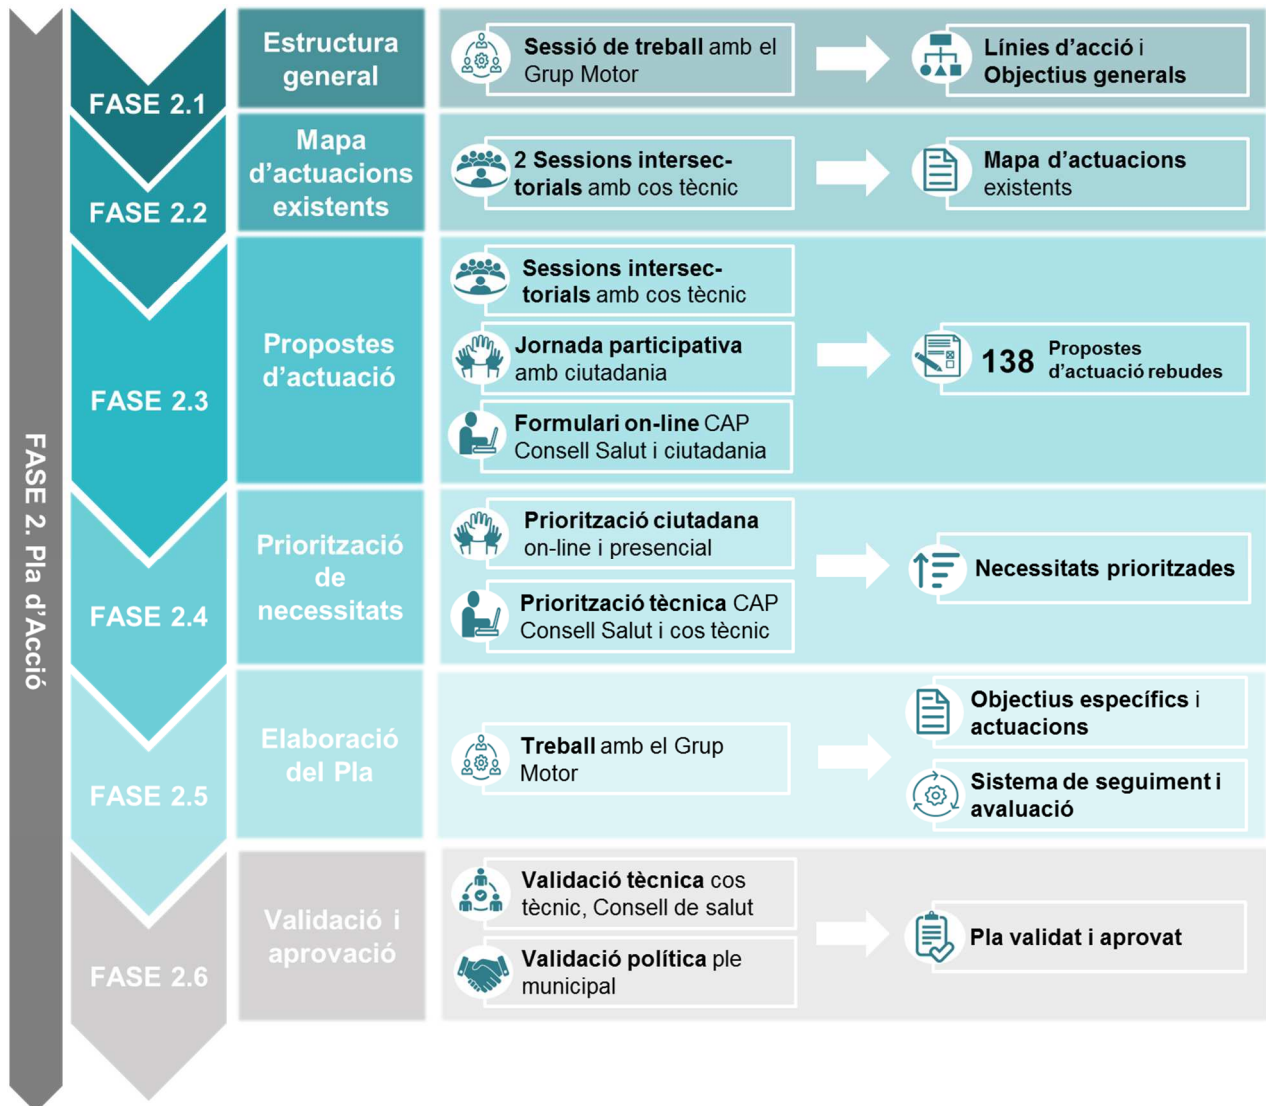 FASE 2. Pla d’Acció
FASE 2.1
Estructura
general
Sessió de treball amb el
Grup Motor
Línies d’acció i
Objectius generals
FASE 2.2
Mapa
d’actuacions
existents
2 Sessions intersec-
torials amb cos tècnic
Mapa d’actuacions
existents
FASE 2.3
Propostes
d’actuació
Sessions intersec-
torials amb cos tècnic
Jornada participativa
amb ciutadania
Formulari on-line CAP
Consell Salut i ciutadania
138 Propostes
d’actuació rebudes
FASE 2.4
Priorització
de
necessitats
Priorització ciutadana
on-line i presencial
Priorització tècnica CAP
Consell Salut i cos tècnic
Necessitats prioritzades
FASE 2.5
Elaboració
del Pla
Treball amb el Grup
Motor
Objectius específics i
actuacions
Sistema de seguiment i
avaluació
FASE 2.6
Validació i
aprovació
Validació tècnica cos
tècnic, Consell de salut
Validació política ple
municipal
Pla validat i aprovat